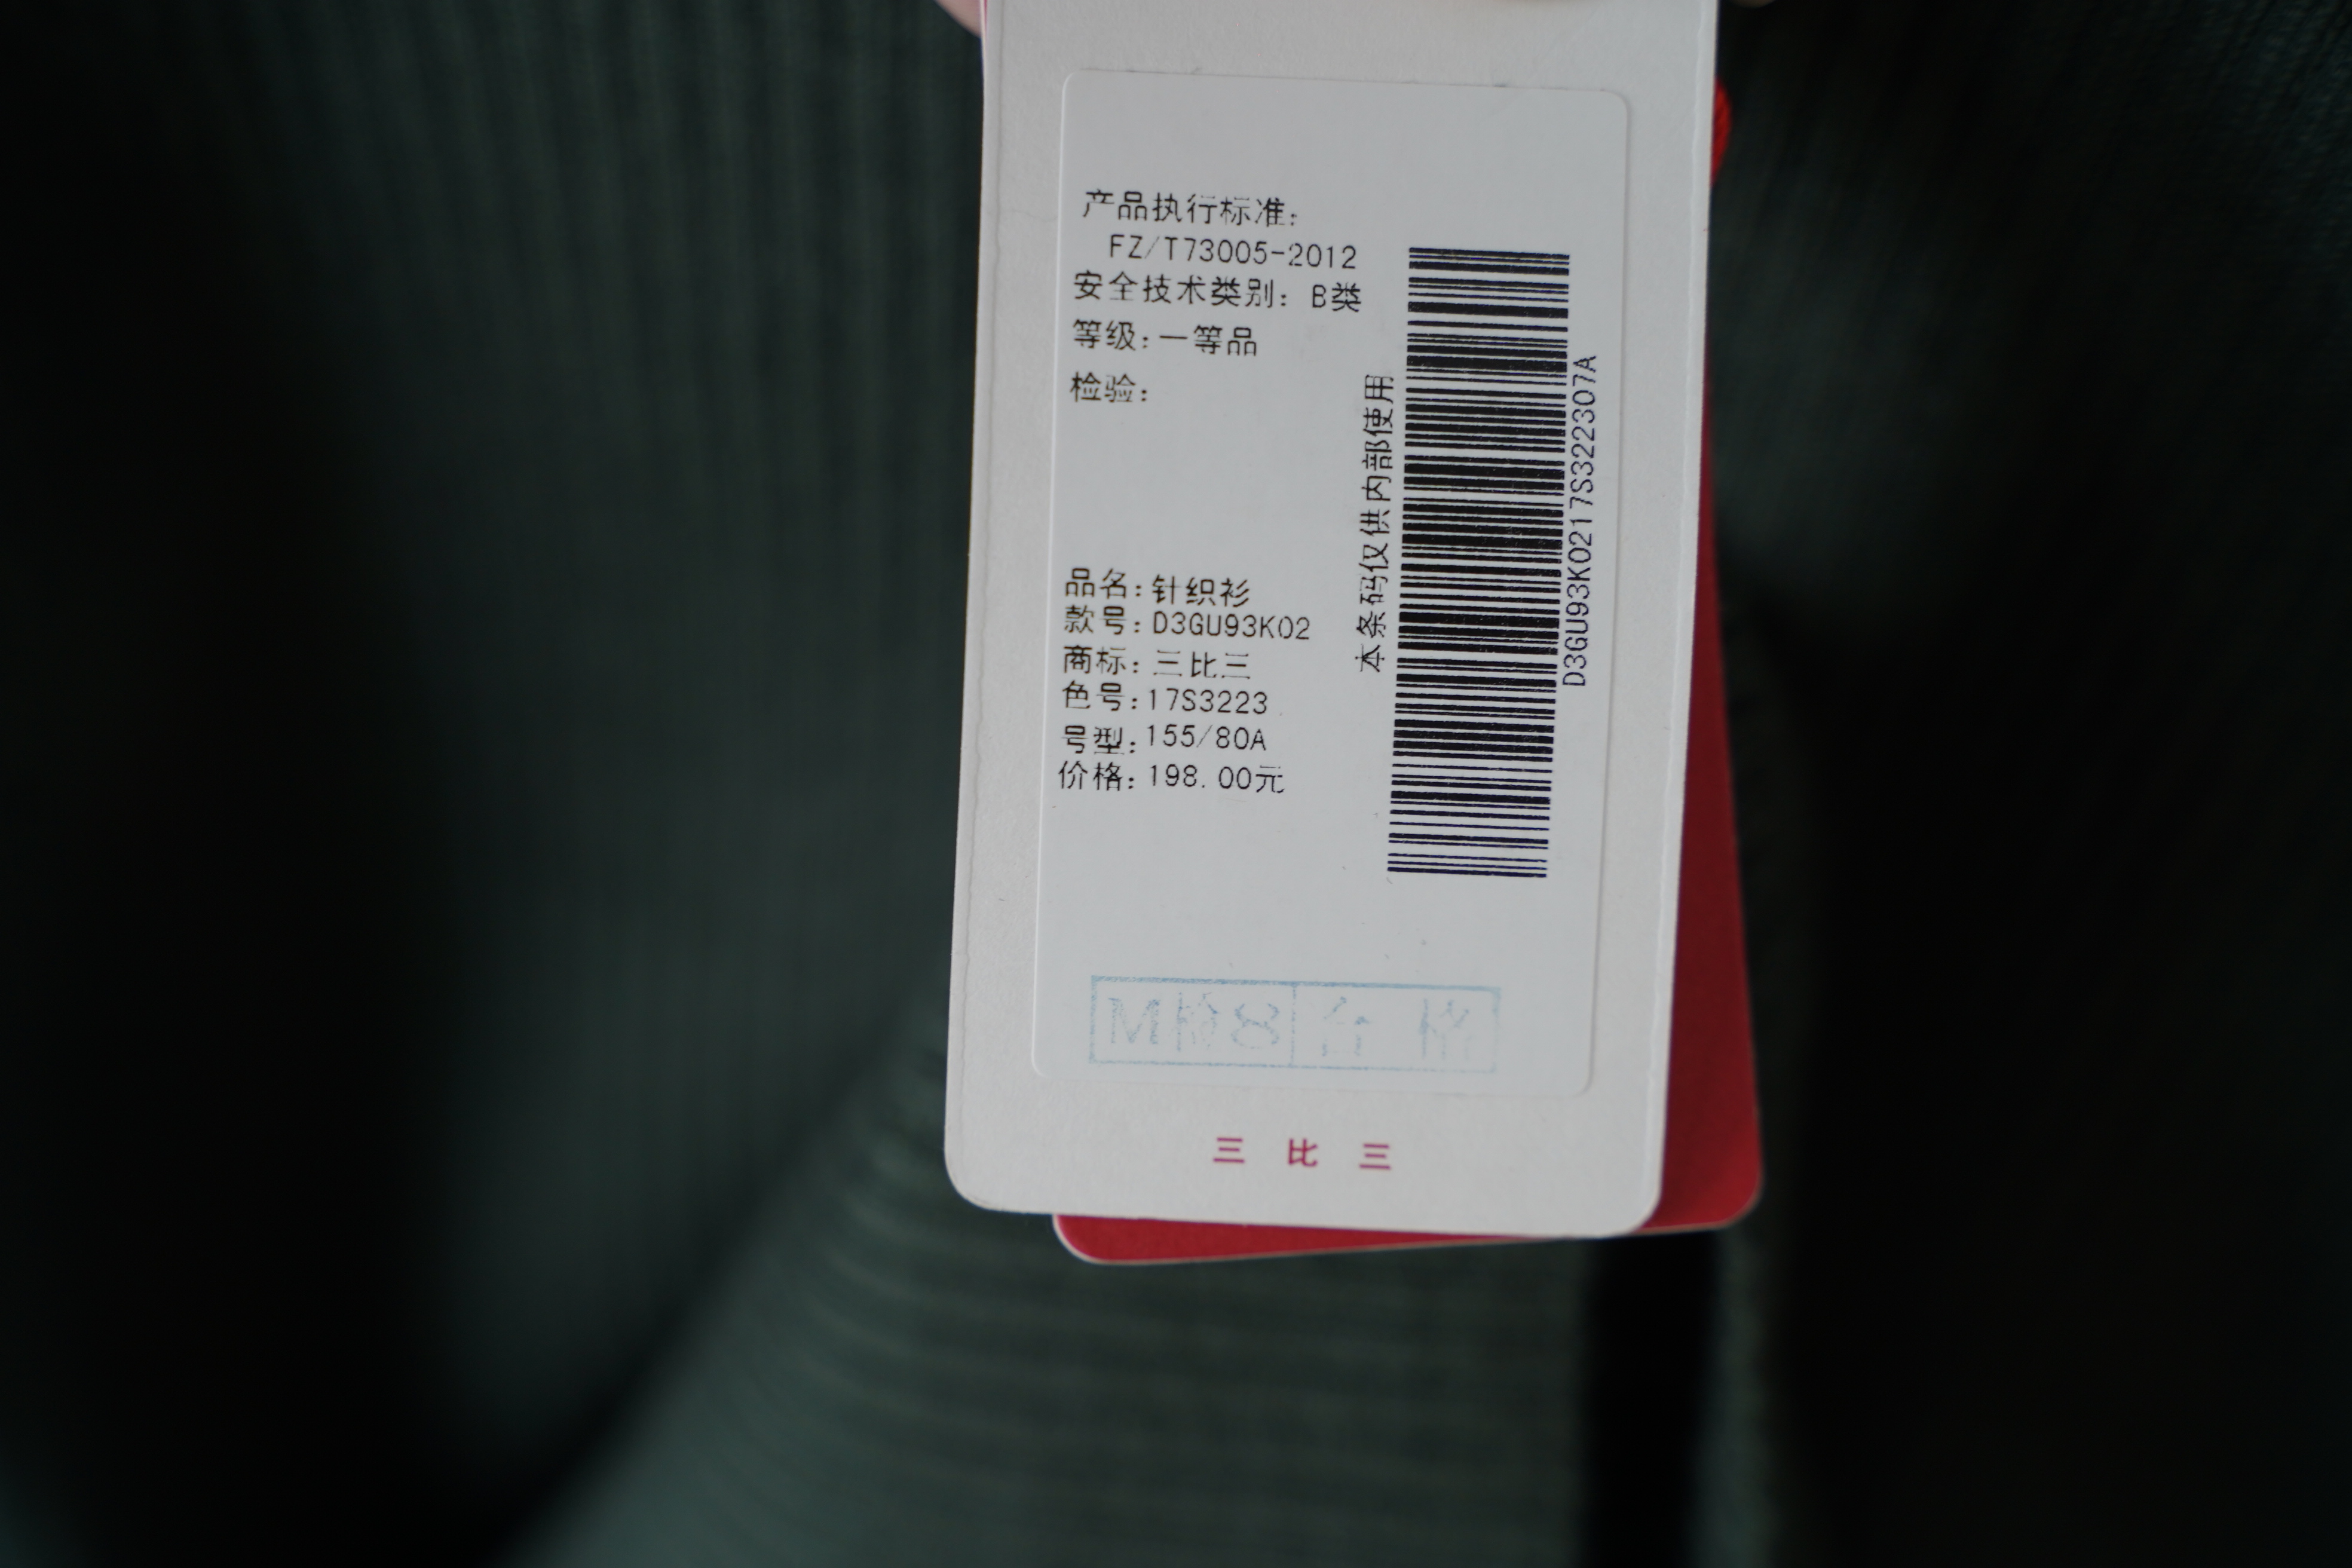 产品执行标准:
FZ/T73005-2012
安全技术类别: B类
等级: 一等品
检验:
品名: 针织衫
款号: D3GU93K02
商标: 三比三
色号: 17S3223
号型: 155/80A
价格: 198.00元
本条码仅供内部使用
D3GU93K0217S322307A
M检8 合格
三比三